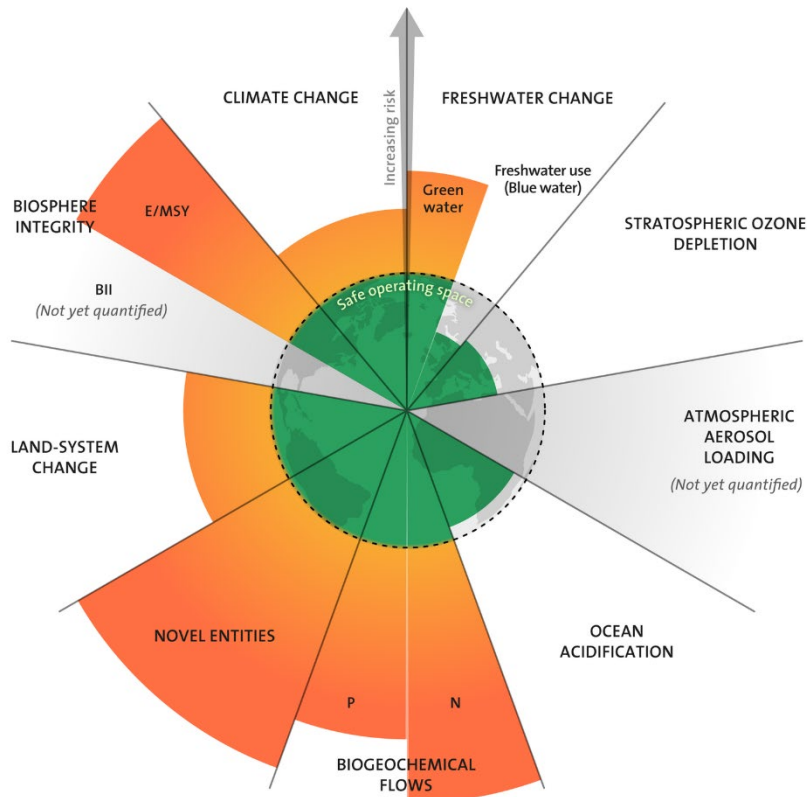 CLIMATE CHANGE
FRESHWATER CHANGE
Increasing risk
Freshwater use
(Blue water)
Green
water
BIOSPHERE
INTEGRITY
E/MSY
STRATOSPHERIC OZONE
DEPLETION
BII
(Not yet quantified)
Safe operating space
LAND-SYSTEM
CHANGE
ATMOSPHERIC
AEROSOL
LOADING
(Not yet quantified)
NOVEL ENTITIES
OCEAN
ACIDIFICATION
P
N
BIOGEOCHEMICAL
FLOWS